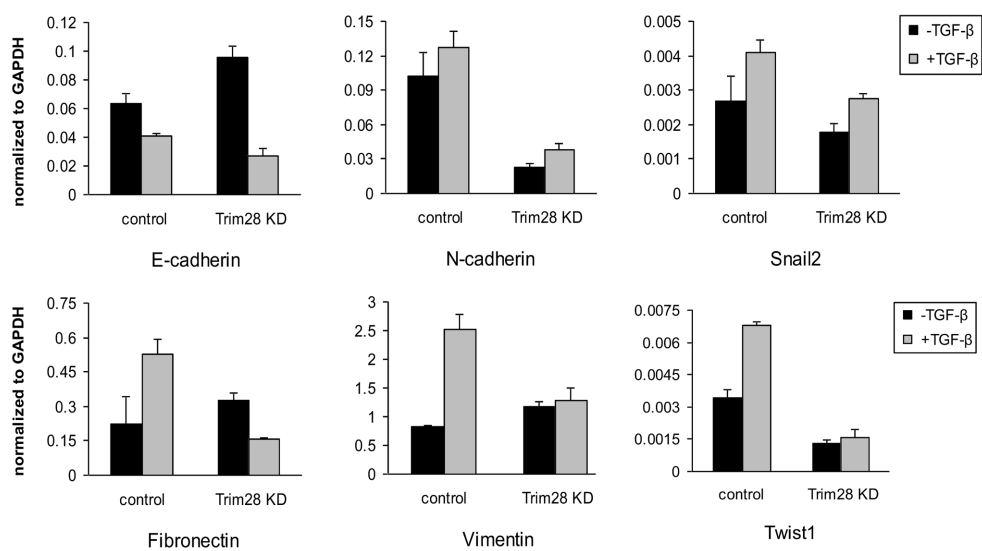 normalized to GAPDH
0.12
0.1
0.08
0.06
0.04
0.02
0
control
Trim28 KD
E-cadherin
0.15
0.12
0.09
0.06
0.03
0
control
Trim28 KD
N-cadherin
0.005
0.004
0.003
0.002
0.001
0
control
Trim28 KD
Snail2
-TGF-β
+TGF-β
normalized to GAPDH
0.75
0.6
0.45
0.3
0.15
0
control
Trim28 KD
Fibronectin
3
2.5
2
1.5
1
0.5
0
control
Trim28 KD
Vimentin
0.0075
0.006
0.0045
0.003
0.0015
0
control
Trim28 KD
Twist1
-TGF-β
+TGF-β